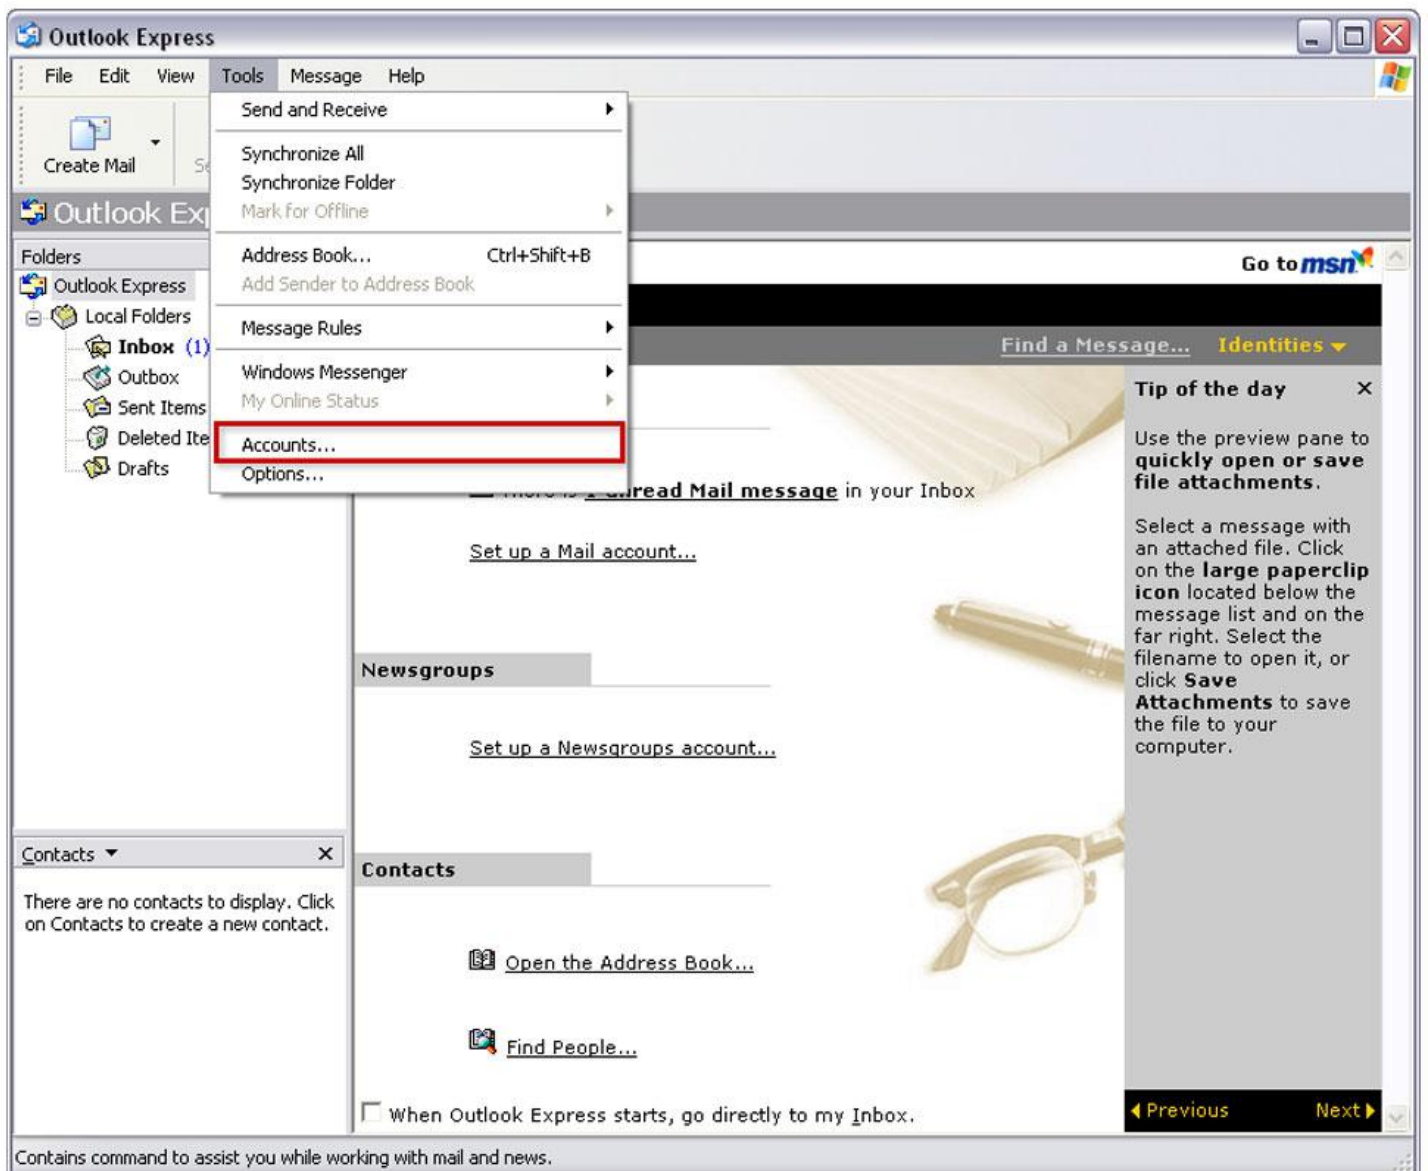 Outlook Express
File Edit View Tools Message Help
Create Mail
Send and Receive
Synchronize All
Synchronize Folder
Mark for Offline
Address Book... Ctrl+Shift+B
Add Sender to Address Book
Message Rules
Windows Messenger
My Online Status
Accounts...
Options...
Outlook Exp
Folders
Outlook Express
Local Folders
Inbox (1)
Outbox
Sent Items
Deleted Ite
Drafts
Go to msn
Find a Message... Identities
unread Mail message in your Inbox
Set up a Mail account...
Newsgroups
Set up a Newsgroups account...
Contacts
Open the Address Book...
Find People...
When Outlook Express starts, go directly to my Inbox.
Tip of the day
Use the preview pane to
quickly open or save
file attachments.
Select a message with
an attached file. Click
on the large paperclip
icon located below the
message list and on the
far right. Select the
filename to open it, or
click Save
Attachments to save
the file to your
computer.
Previous Next
Contacts
There are no contacts to display. Click
on Contacts to create a new contact.
Contains command to assist you while working with mail and news.